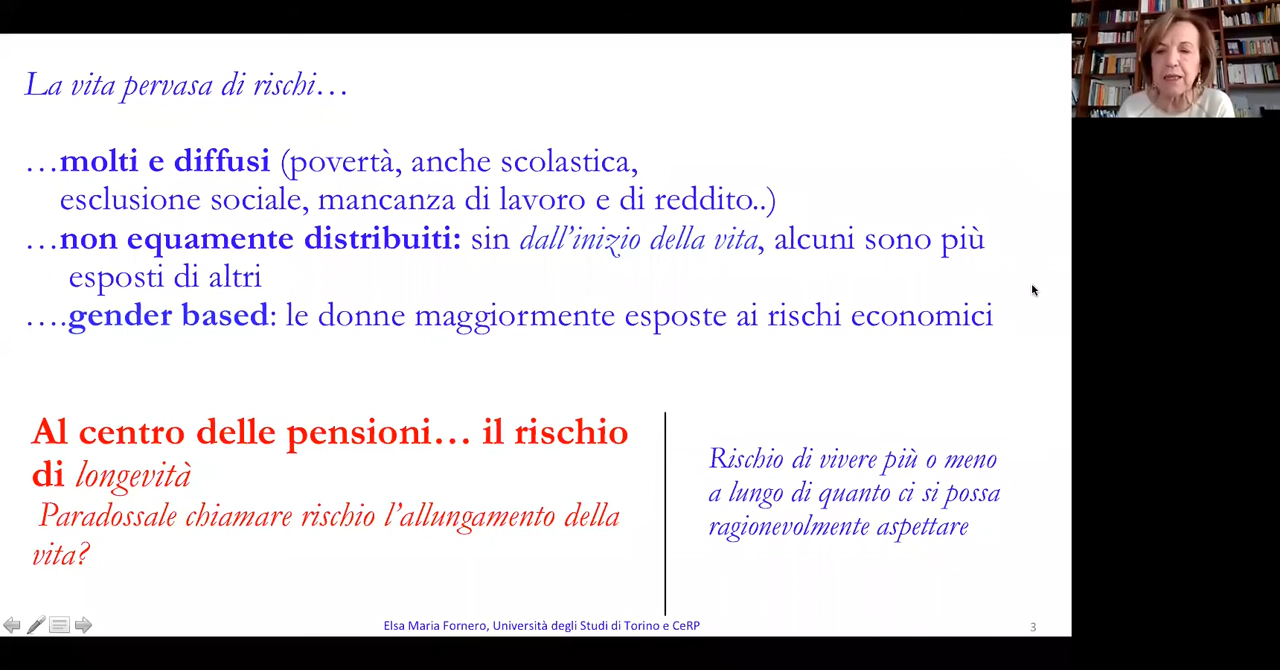 La vita pervasa di rischi…
…molti e diffusi (povertà, anche scolastica,
esclusione sociale, mancanza di lavoro e di reddito..)
…non equamente distribuiti: sin dall’inizio della vita, alcuni sono più
esposti di altri
….gender based: le donne maggiormente esposte ai rischi economici
Al centro delle pensioni… il rischio
di longevità
Paradossale chiamare rischio l’allungamento della
vita?
Rischio di vivere più o meno
a lungo di quanto ci si possa
ragionevolmente aspettare
Elsa Maria Fornero, Università degli Studi di Torino e CeRP
3